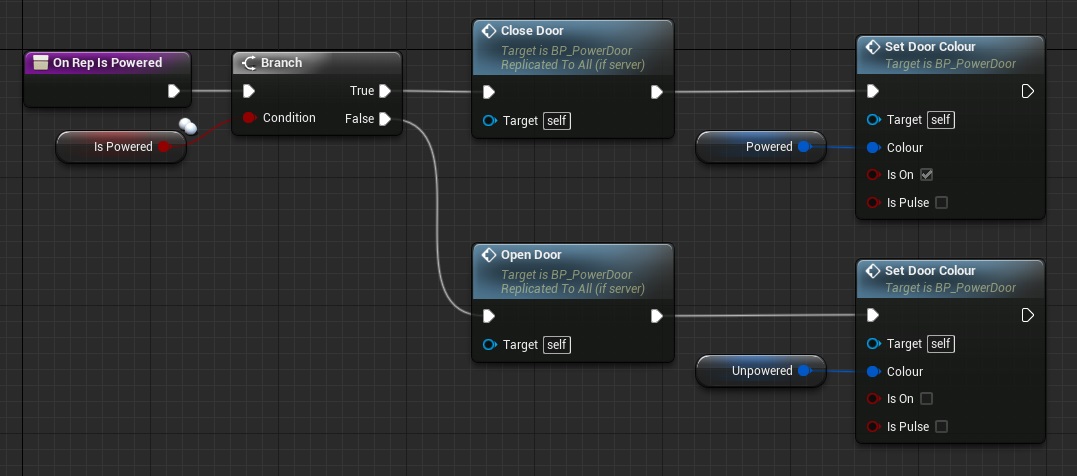 On Rep Is Powered
Is Powered
Branch
True
Condition
False
Close Door
Target is BP_PowerDoor
Replicated To All (if server)
Target self
Powered
Set Door Colour
Target is BP_PowerDoor
Target self
Colour
Is On
Is Pulse
Open Door
Target is BP_PowerDoor
Replicated To All (if server)
Target self
Unpowered
Set Door Colour
Target is BP_PowerDoor
Target self
Colour
Is On
Is Pulse